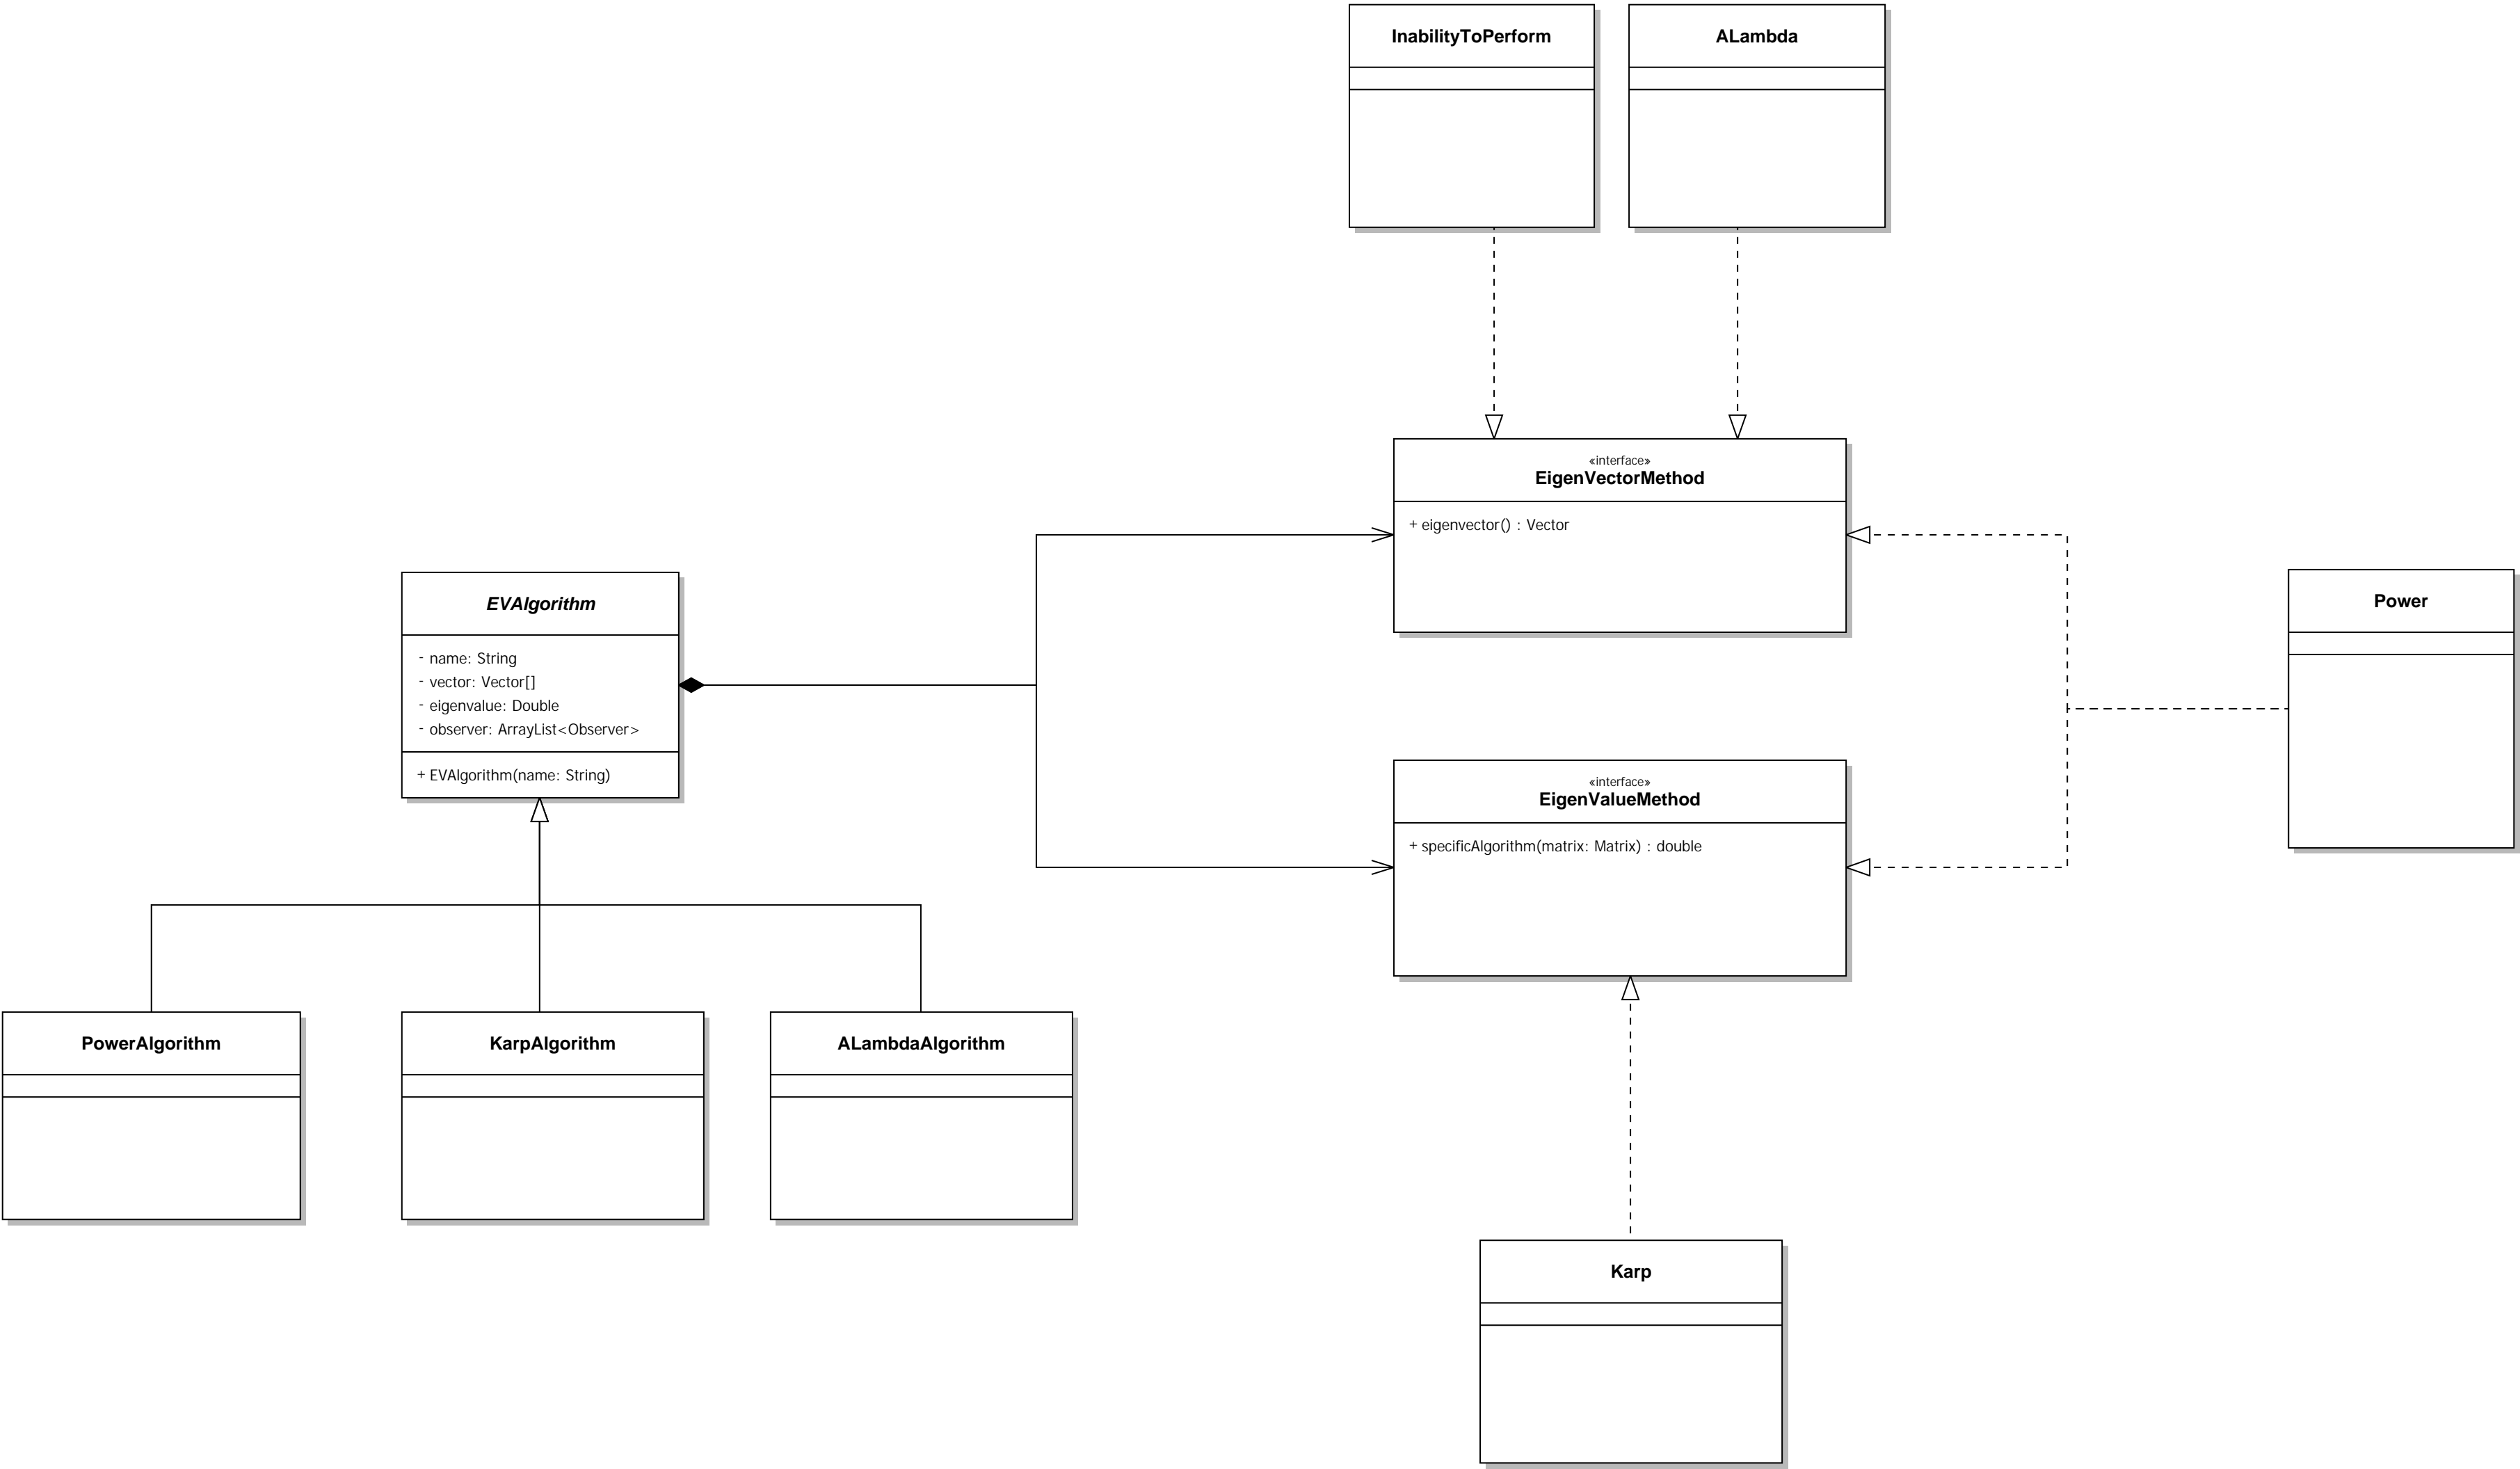 InabilityToPerform
ALambda
«interface»
EigenVectorMethod
+ eigenvector() : Vector
EVAlgorithm
- name: String
- vector: Vector[]
- eigenvalue: Double
- observer: ArrayList<Observer>
+ EVAlgorithm(name: String)
Power
«interface»
EigenValueMethod
+ specificAlgorithm(matrix: Matrix) : double
PowerAlgorithm
KarpAlgorithm
ALambdaAlgorithm
Karp